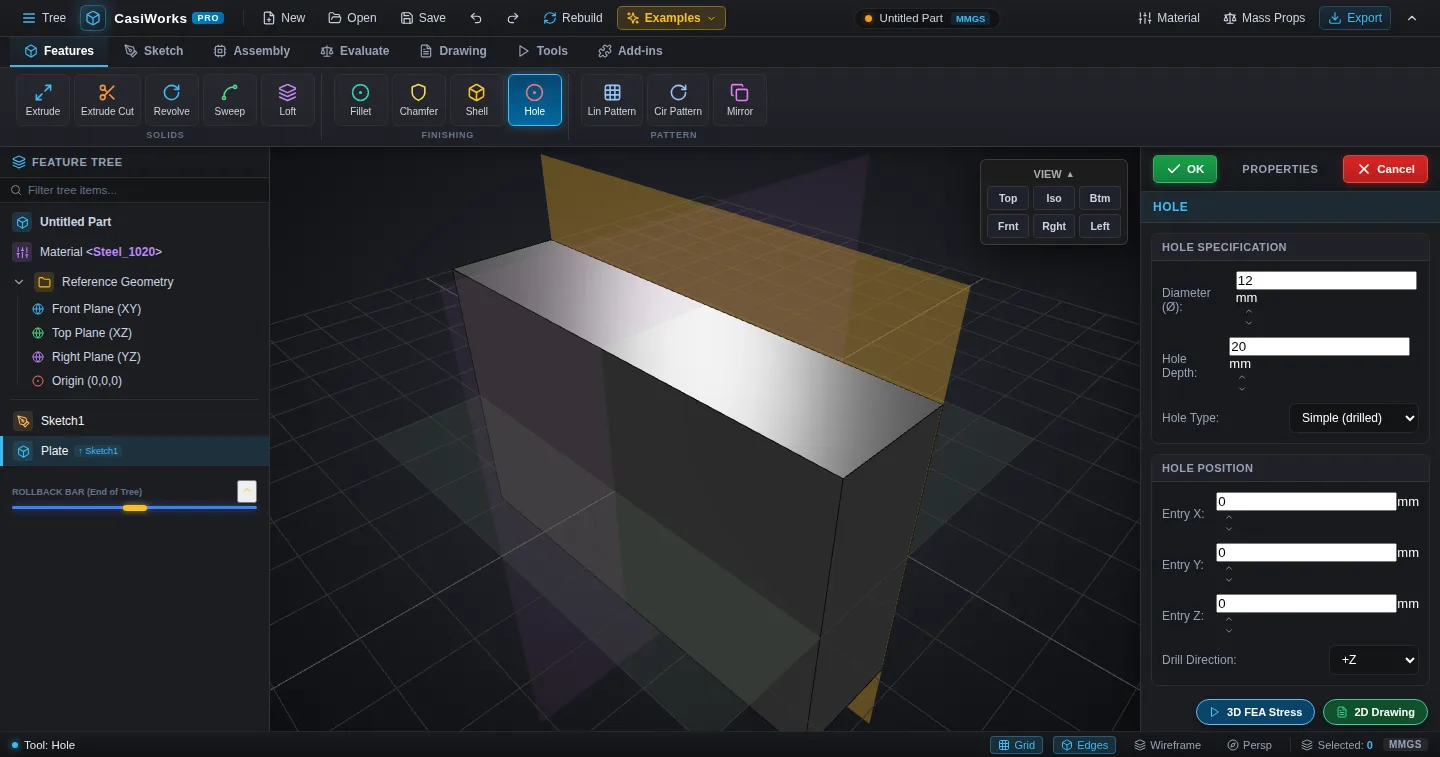 Tree CasiWorks PRO New Open Save Rebuild Examples Untitled Part MMGS Material Mass Props Export
Features Sketch Assembly Evaluate Drawing Tools Add-ins
Extrude Extrude Cut Revolve Sweep Loft Fillet Chamfer Shell Hole Lin Pattern Cir Pattern Mirror
SOLIDS FINISHING PATTERN
FEATURE TREE
Filter tree items...
Untitled Part
Material <Steel_1020>
Reference Geometry
Front Plane (XY)
Top Plane (XZ)
Right Plane (YZ)
Origin (0,0,0)
Sketch1
Plate ↑ Sketch1
ROLLBACK BAR (End of Tree)
VIEW ▲
Top Iso Btm
Frnt Rght Left
OK PROPERTIES Cancel
HOLE
HOLE SPECIFICATION
Diameter (Ø): 12 mm
Hole Depth: 20 mm
Hole Type: Simple (drilled)
HOLE POSITION
Entry X: 0 mm
Entry Y: 0 mm
Entry Z: 0 mm
Drill Direction: +Z
3D FEA Stress 2D Drawing
Tool: Hole Grid Edges Wireframe Persp Selected: 0 MMGS